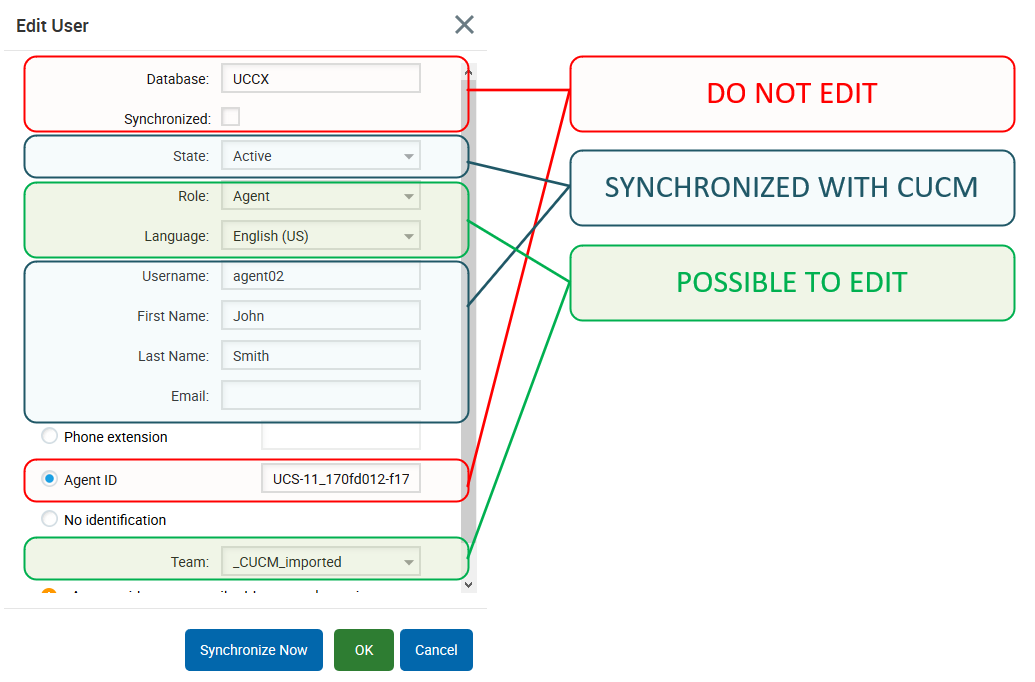 Edit User
Database: UCCX
DO NOT EDIT
Synchronized:
State: Active
SYNCHRONIZED WITH CUCM
Role: Agent
Language: English (US)
Username: agent02
POSSIBLE TO EDIT
First Name: John
Last Name: Smith
Email:
Phone extension
Agent ID UCS-11_170fd012-f17
No identification
Team: _CUCM_imported
Synchronize Now OK Cancel